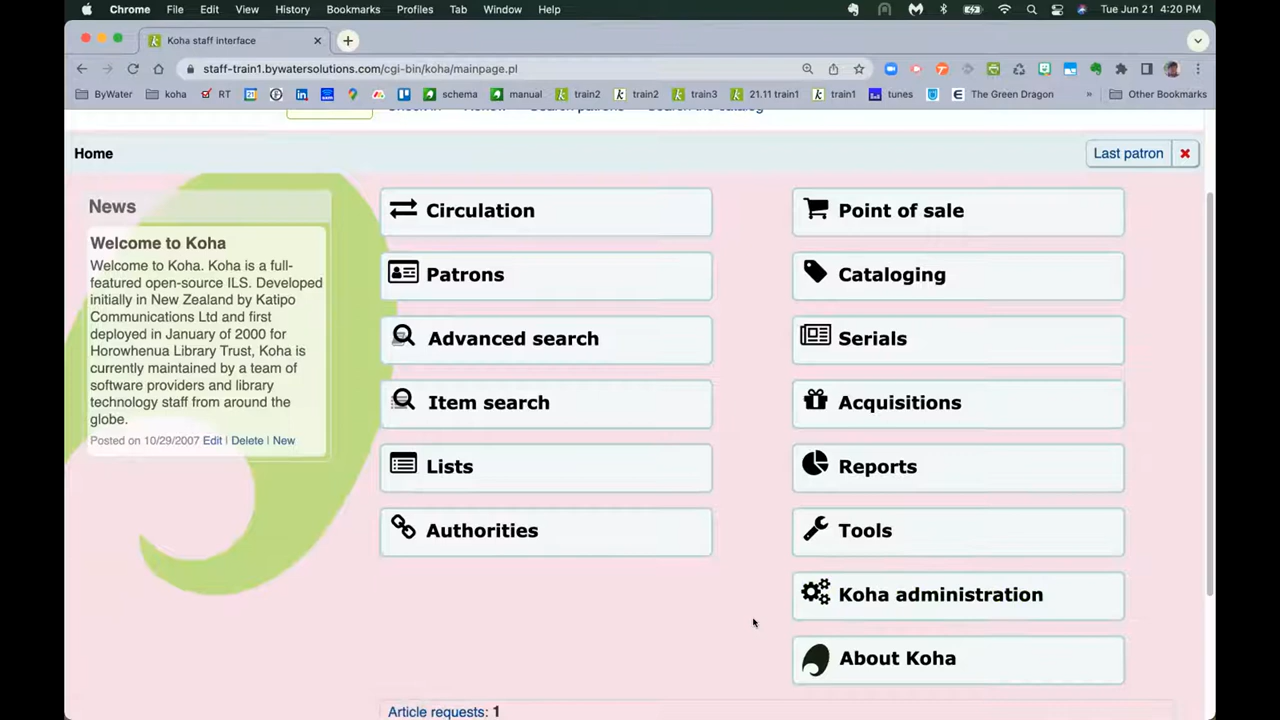 Chrome File Edit View History Bookmarks Profiles Tab Window Help Tue Jun 21 4:20 PM
Koha staff interface
staff-train1.bywatersolutions.com/cgi-bin/koha/mainpage.pl
ByWater koha RT schema manual train2 train2 train3 21.11 train1 train1 tunes The Green Dragon » Other Bookmarks
Home Last patron
News
Welcome to Koha
Welcome to Koha. Koha is a full-
featured open-source ILS. Developed
initially in New Zealand by Katipo
Communications Ltd and first
deployed in January of 2000 for
Horowhenua Library Trust, Koha is
currently maintained by a team of
software providers and library
technology staff from around the
globe.
Posted on 10/29/2007 Edit | Delete | New
Circulation
Patrons
Advanced search
Item search
Lists
Authorities
Point of sale
Cataloging
Serials
Acquisitions
Reports
Tools
Koha administration
About Koha
Article requests: 1